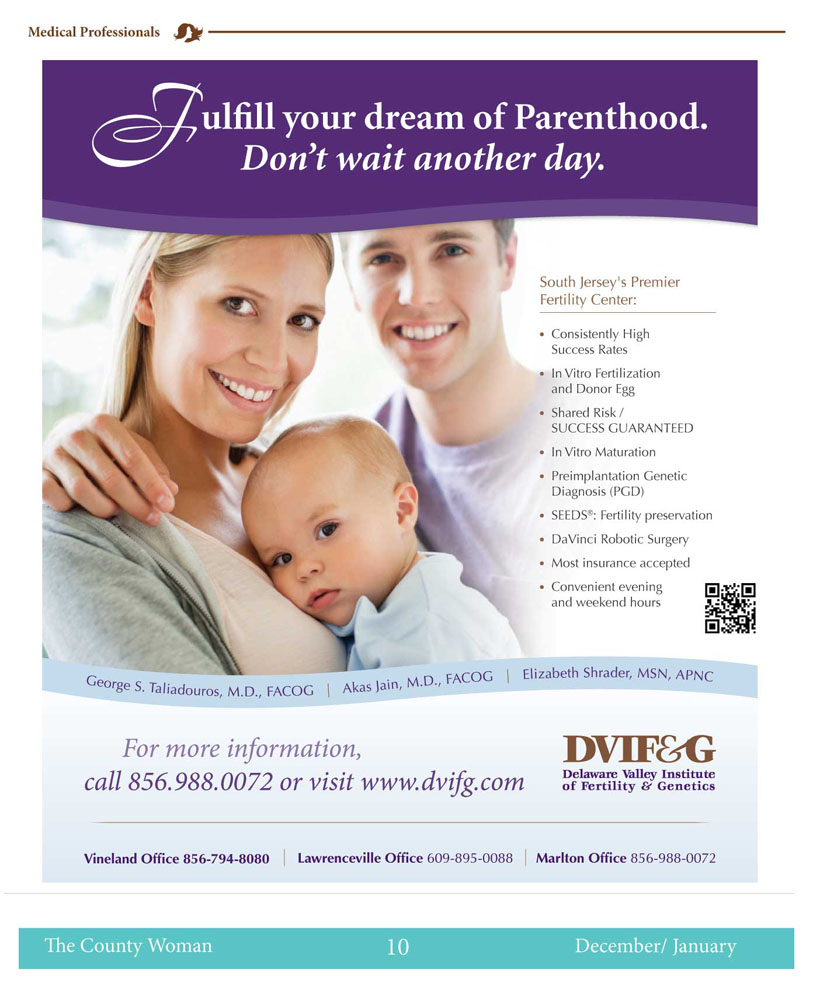 Medical Professionals
Fulfill your dream of Parenthood.
Don't wait another day.
South Jersey's Premier
Fertility Center:
• Consistently High
Success Rates
• In Vitro Fertilization
and Donor Egg
• Shared Risk /
SUCCESS GUARANTEED
• In Vitro Maturation
• Preimplantation Genetic
Diagnosis (PGD)
• SEEDS®: Fertility preservation
• DaVinci Robotic Surgery
• Most insurance accepted
• Convenient evening
and weekend hours
George S. Taliadouros, M.D., FACOG | Akas Jain, M.D., FACOG | Elizabeth Shrader, MSN, APNC
For more information,
call 856.988.0072 or visit www.dvifg.com
DVIF&G
Delaware Valley Institute
of Fertility & Genetics
Vineland Office 856-794-8080 | Lawrenceville Office 609-895-0088 | Marlton Office 856-988-0072
The County Woman 10 December/ January